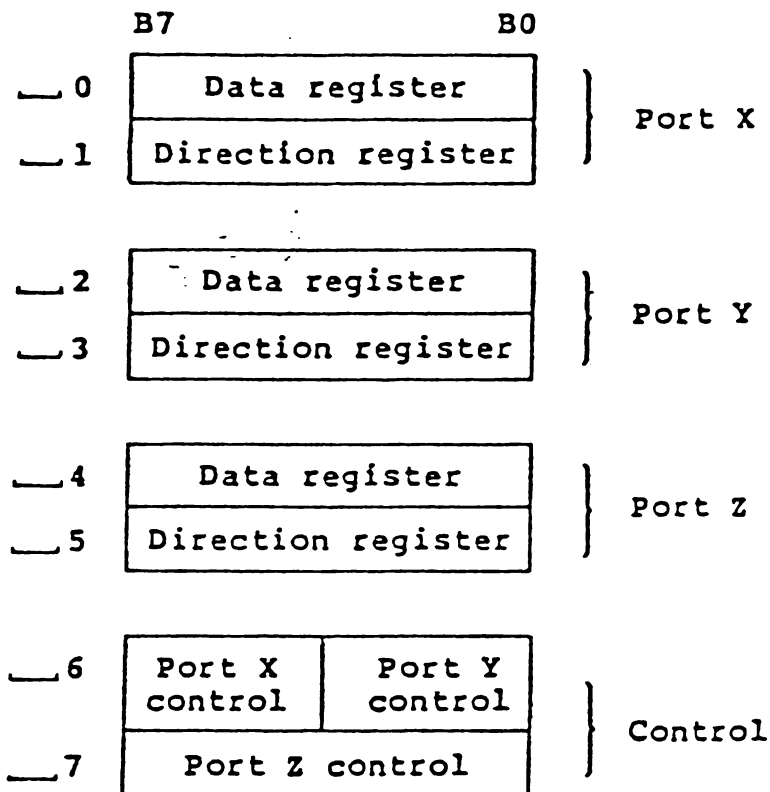 B7 B0
0 Data register
Port X
1 Direction register
2 Data register
Port Y
3 Direction register
4 Data register
Port Z
5 Direction register
6 Port X control Port Y control
Control
7 Port Z control